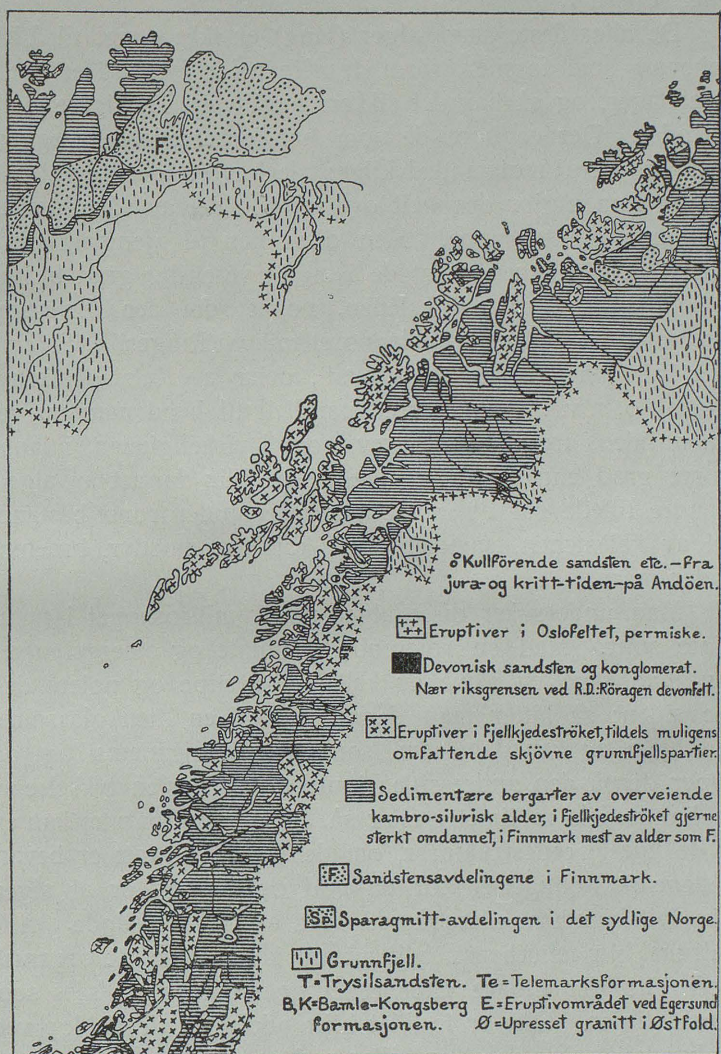 F
o Kullförende sandsten etc. – fra
jura- og kritt-tiden – på Andöen.
Eruptiver i Oslofeltet, permiske.
Devonisk sandsten og konglomerat.
Nær riksgrensen ved R.D.: Röragen devonfelt.
Eruptiver i fjellkjedeströket, tildels muligens
omfattende skjövne grunnfjellspartier.
Sedimentære bergarter av overveiende
kambro-silurisk alder, i fjellkjedeströket gjerne
sterkt omdannet, i Finnmark mest av alder som F.
F Sandstensavdelingene i Finnmark.
Sp. Sparagmitt-avdelingen i det sydlige Norge.
Grunnfjell.
T=Trysilsandsten. Te=Telemarksformasjonen.
B,K=Bamle-Kongsberg E=Eruptivområdet ved Egersund
formasjonen. Ø=Upresset granitt i Østfold.